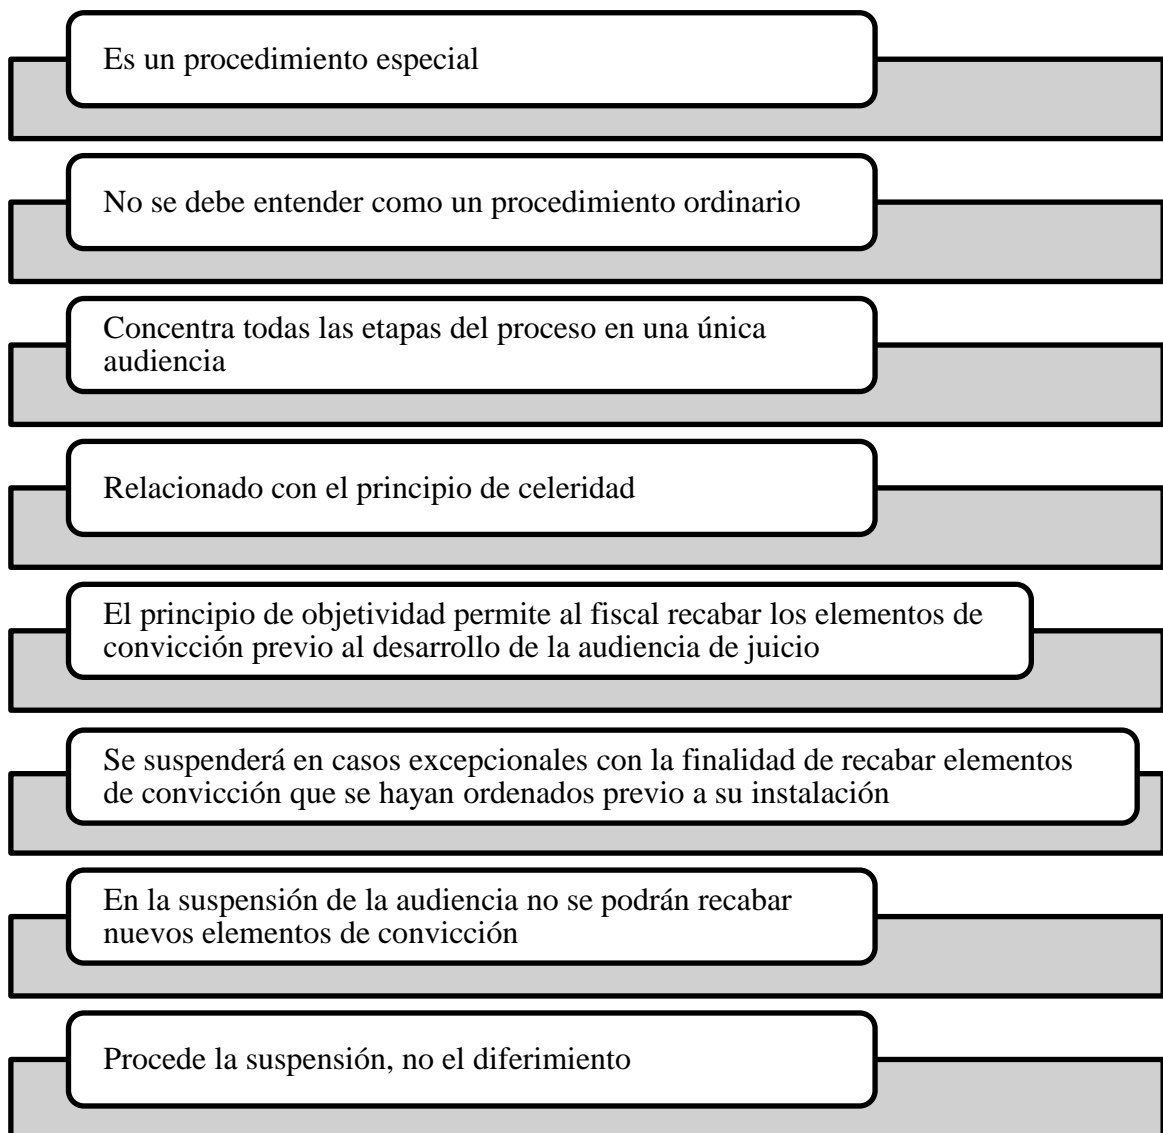 Es un procedimiento especial
No se debe entender como un procedimiento ordinario
Concentra todas las etapas del proceso en una única
audiencia
Relacionado con el principio de celeridad
El principio de objetividad permite al fiscal recabar los elementos de
convicción previo al desarrollo de la audiencia de juicio
Se suspenderá en casos excepcionales con la finalidad de recabar elementos
de convicción que se hayan ordenados previo a su instalación
En la suspensión de la audiencia no se podrán recabar
nuevos elementos de convicción
Procede la suspensión, no el diferimiento